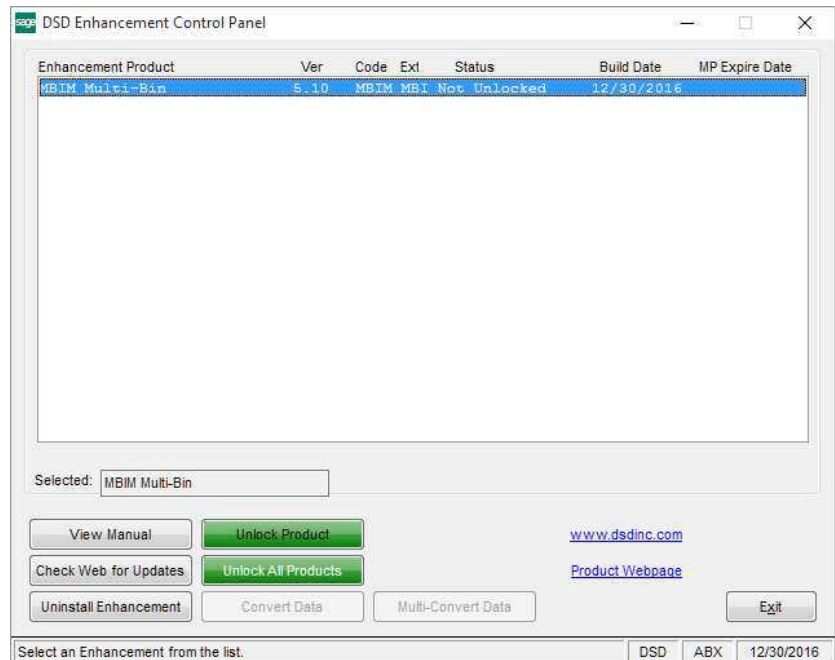 sage DSD Enhancement Control Panel
Enhancement Product Ver Code Ext Status Build Date MP Expire Date
MBIM Multi-Bin 5.10 MBIM MBI Not Unlocked 12/30/2016
Selected: MBIM Multi-Bin
View Manual Unlock Product www.dsdinc.com
Check Web for Updates Unlock All Products Product Webpage
Uninstall Enhancement Convert Data Multi-Convert Data Exit
Select an Enhancement from the list. DSD ABX 12/30/2016